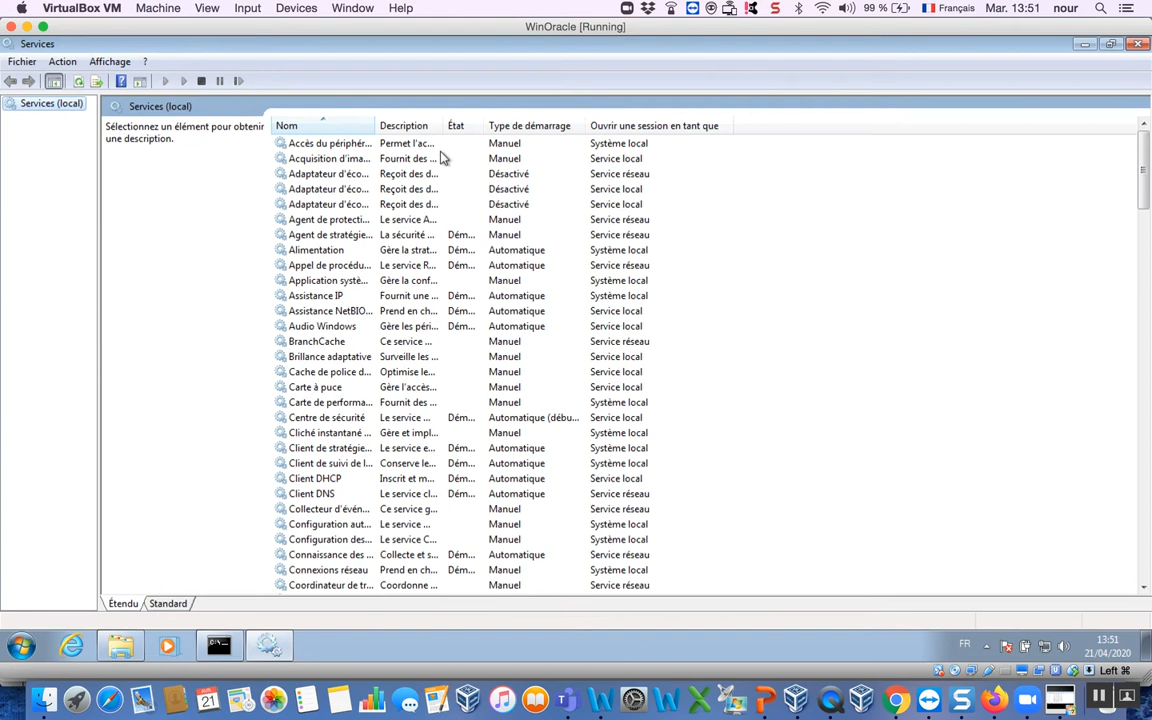 VirtualBox VM Machine View Input Devices Window Help 99 % Français Mar. 13:51 nour
WinOracle [Running]
Services
Fichier Action Affichage ?
Services (local)
Services (local)
Sélectionnez un élément pour obtenir une description.
Nom Description État Type de démarrage Ouvrir une session en tant que
Accès du périphér... Permet l'ac... Manuel Système local
Acquisition d'ima... Fournit des ... Manuel Service local
Adaptateur d'éco... Reçoit des d... Désactivé Service réseau
Adaptateur d'éco... Reçoit des d... Désactivé Service local
Adaptateur d'éco... Reçoit des d... Désactivé Service local
Agent de protecti... Le service A... Manuel Service réseau
Agent de stratégie... La sécurité ... Dém... Manuel Service réseau
Alimentation Gère la strat... Dém... Automatique Système local
Appel de procédu... Le service R... Dém... Automatique Service réseau
Application systè... Gère la conf... Manuel Système local
Assistance IP Fournit une ... Dém... Automatique Système local
Assistance NetBIO... Prend en ch... Dém... Automatique Service local
Audio Windows Gère les péri... Dém... Automatique Service local
BranchCache Ce service ... Manuel Service réseau
Brillance adaptative Surveille les ... Manuel Service local
Cache de police d... Optimise le... Manuel Service local
Carte à puce Gère l'accès... Manuel Service local
Carte de performa... Fournit des ... Manuel Système local
Centre de sécurité Le service ... Dém... Automatique (débu... Service local
Cliché instantané ... Gère et impl... Manuel Système local
Client de stratégie... Le service e... Dém... Automatique Système local
Client de suivi de l... Conserve le... Dém... Automatique Système local
Client DHCP Inscrit et m... Dém... Automatique Service local
Client DNS Le service cl... Dém... Automatique Service réseau
Collecteur d'évén... Ce service g... Manuel Service réseau
Configuration aut... Le service ... Manuel Système local
Configuration des... Le service C... Manuel Système local
Connaissance des ... Collecte et s... Dém... Automatique Service réseau
Connexions réseau Prend en ch... Dém... Manuel Système local
Coordinateur de tr... Coordonne ... Manuel Service réseau
Étendu Standard
FR 13:51
21/04/2020
Left ⌘